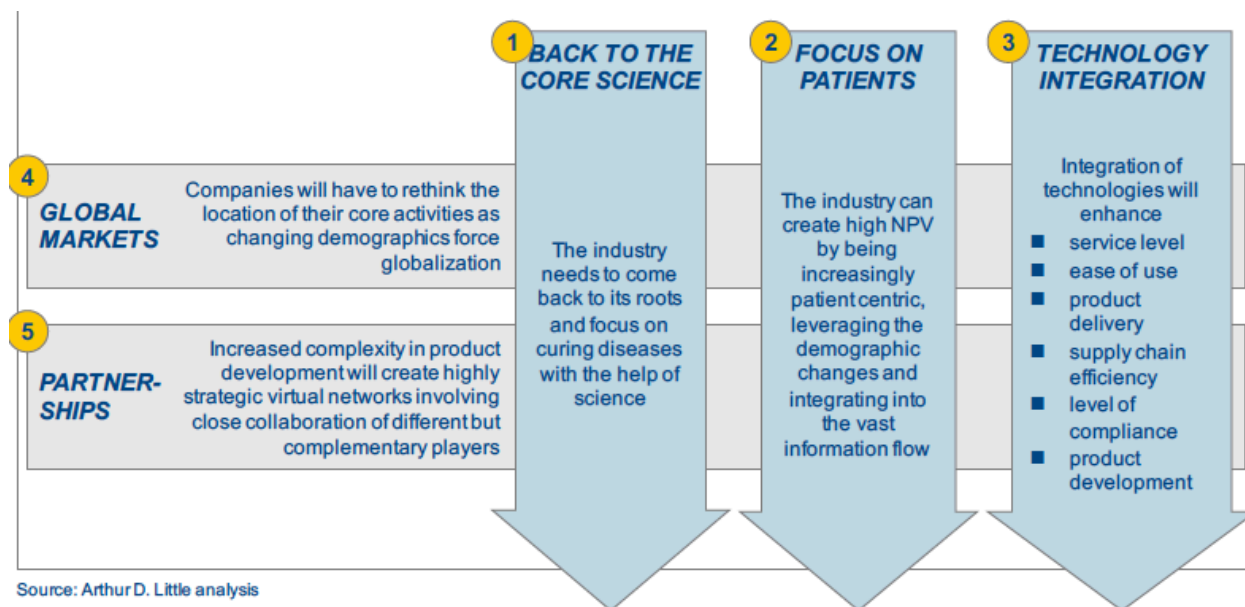 1
BACK TO THE
CORE SCIENCE
2
FOCUS ON
PATIENTS
3
TECHNOLOGY
INTEGRATION
4
GLOBAL
MARKETS
Companies will have to rethink the
location of their core activities as
changing demographics force
globalization
5
PARTNER-
SHIPS
Increased complexity in product
development will create highly
strategic virtual networks involving
close collaboration of different but
complementary players
The industry
needs to come
back to its roots
and focus on
curing diseases
with the help of
science
The industry can
create high NPV
by being
increasingly
patient centric,
leveraging the
demographic
changes and
integrating into
the vast
information flow
Integration of
technologies will
enhance
■ service level
■ ease of use
■ product
delivery
■ supply chain
efficiency
■ level of
compliance
■ product
development
Source: Arthur D. Little analysis